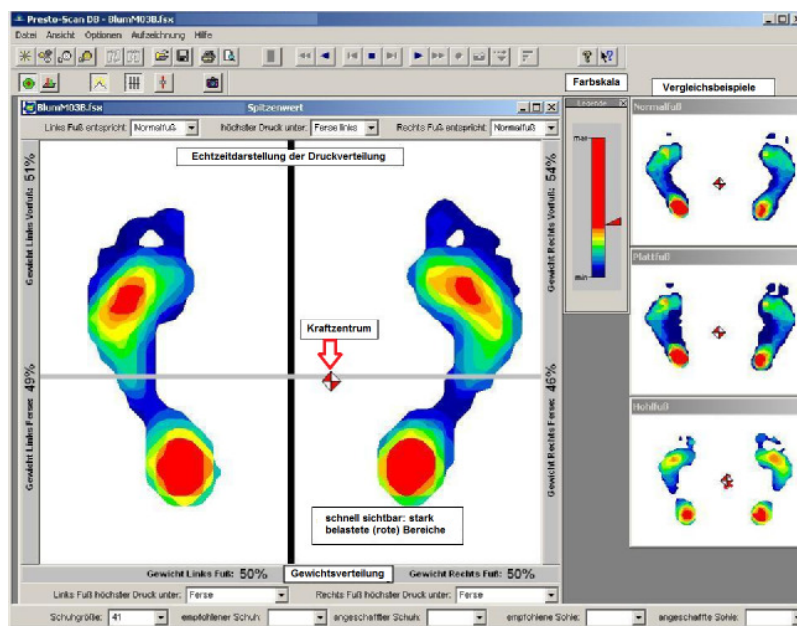 Presto-Scan DB - BlumM03B.fsx
Datei Ansicht Optionen Aufzeichnung Hilfe
Farbskala
Vergleichsbeispiele
BlumM03B.fsx
Spitzenwert
Legende
Normalfuß
Links Fuß entspricht: Normalfuß
höchster Druck unter: Ferse links
Rechts Fuß entspricht: Normalfuß
max
min
Echtzeitdarstellung der Druckverteilung
Gewicht Links Vorfuß: 51%
Gewicht Rechts Vorfuß: 54%
Plattfuß
Kraftzentrum
Gewicht Links Ferse: 49%
Gewicht Rechts Ferse: 46%
Hohlfuß
schnell sichtbar: stark
belastete (rote) Bereiche
Gewicht Links Fuß: 50%
Gewichtsverteilung
Gewicht Rechts Fuß: 50%
Links Fuß höchster Druck unter: Ferse
Rechts Fuß höchster Druck unter: Ferse
Schuhgröße: 41
empfohlener Schuh:
angeschaffter Schuh:
empfohlene Sohle:
angeschaffte Sohle: